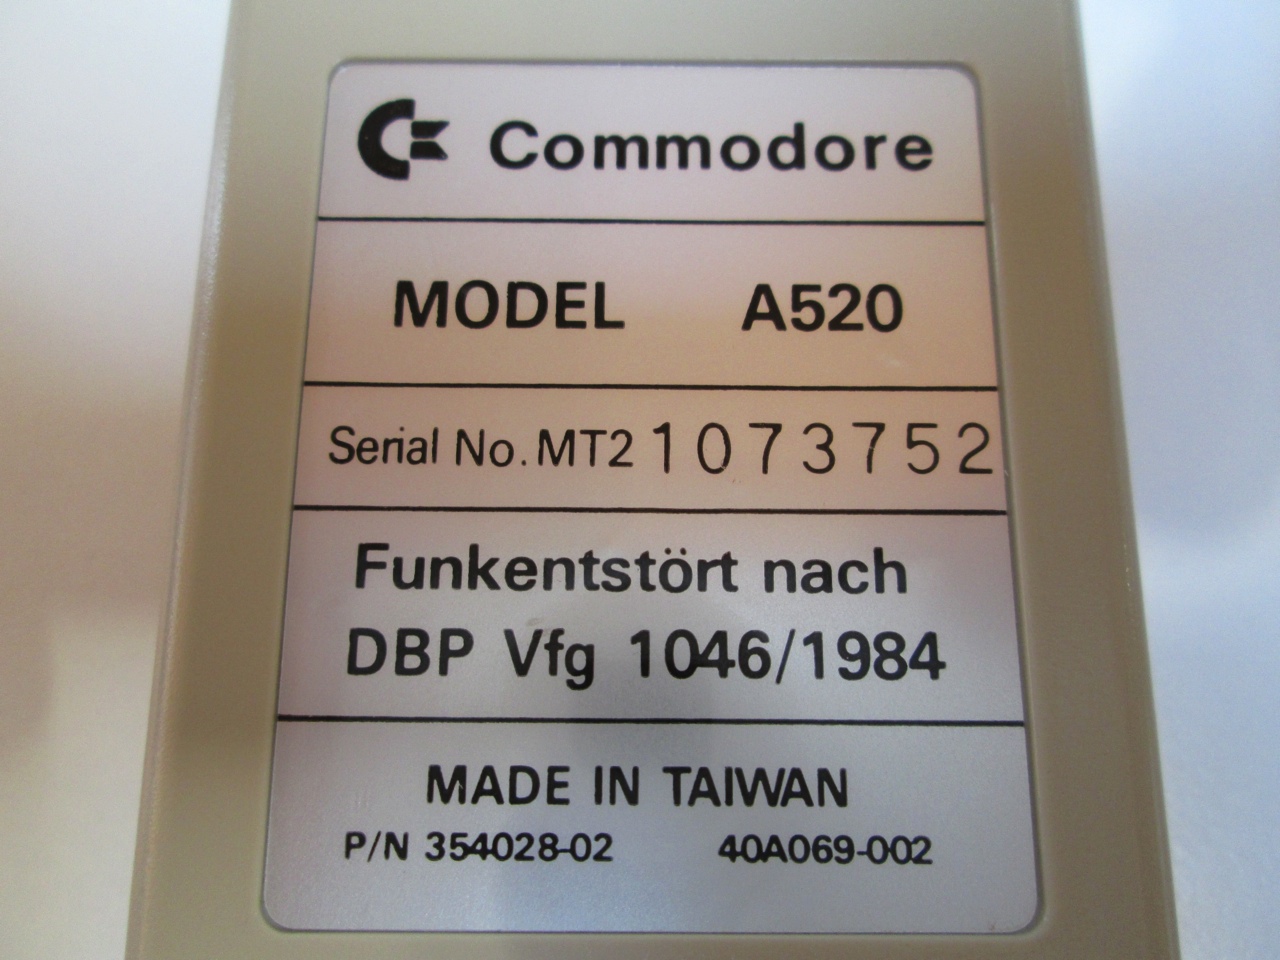 Commodore
MODEL A520
Serial No. MT2 1073752
Funkentstört nach
DBP Vfg 1046/1984
MADE IN TAIWAN
P/N 354028-02 40A069-002